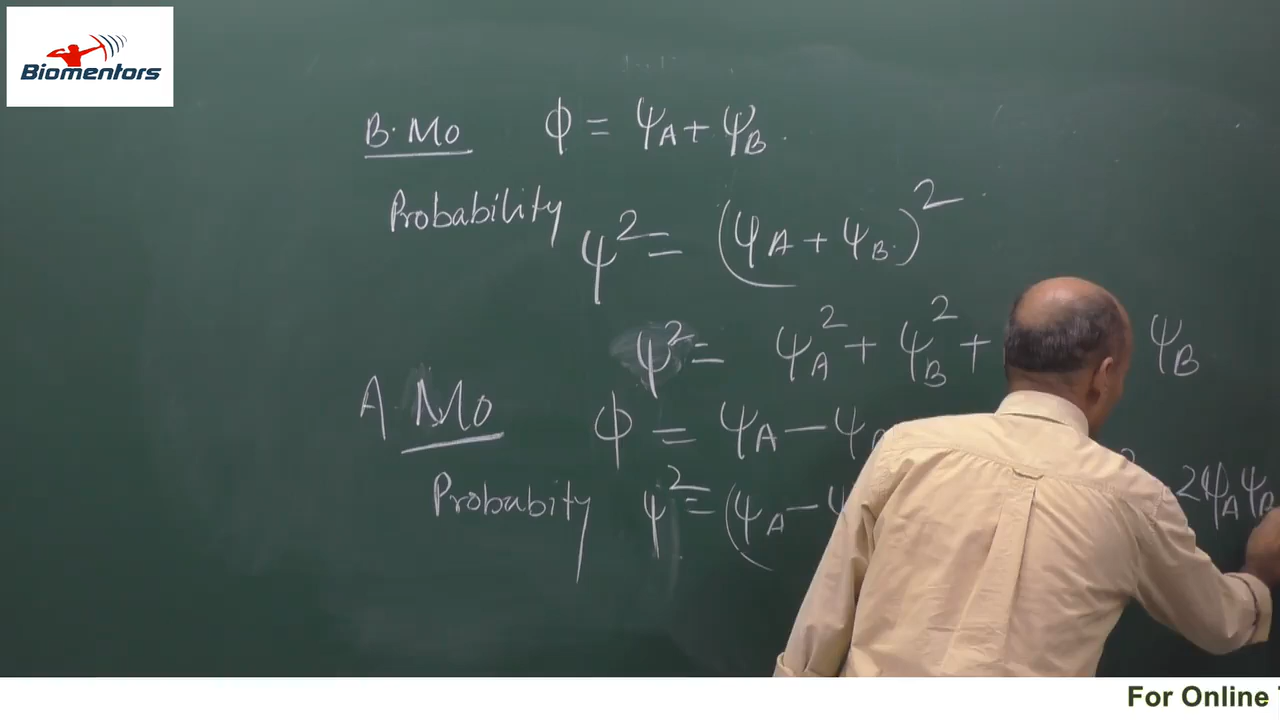 Biomentors
B.Mo ϕ = ψA + ψB.
Probability ψ² = (ψA + ψB.)²
ψ² = ψA² + ψB² + ψB
A.Mo ϕ = ψA − ψ
Probabity ψ² = (ψA − ψ 2ψAψB
For Online